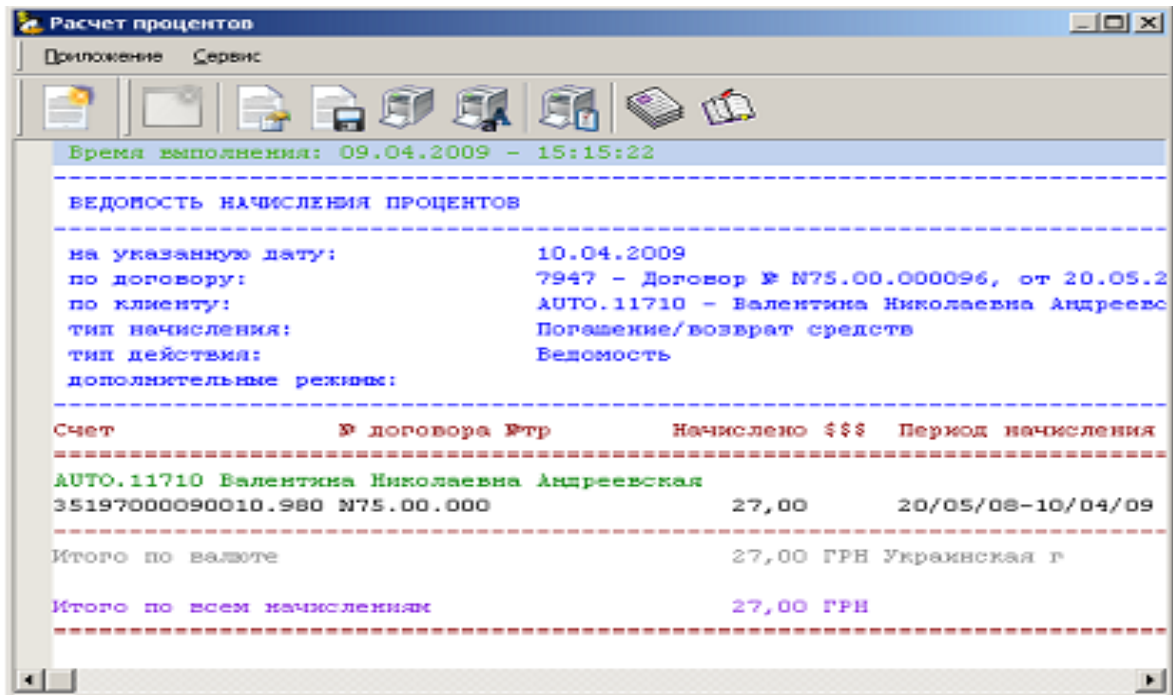 Расчет процентов
Приложение Сервис
Время выполнения: 09.04.2009 - 15:15:22
ВЕДОМОСТЬ НАЧИСЛЕНИЯ ПРОЦЕНТОВ
на указанную дату: 10.04.2009
по договору: 7947 - Договор № N75.00.000096, от 20.05.2
по клиенту: AUTO.11710 - Валентина Николаевна Андреевс
тип начисления: Погашение/возврат средств
тип действия: Ведомость
дополнительные режимы:
Счет № договора №тр Начислено $$$ Период начисления
AUTO.11710 Валентина Николаевна Андреевская
35197000090010.980 N75.00.000 27,00 20/05/08-10/04/09
Итого по валюте 27,00 ГРН Украинская г
Итого по всем начислениям 27,00 ГРН